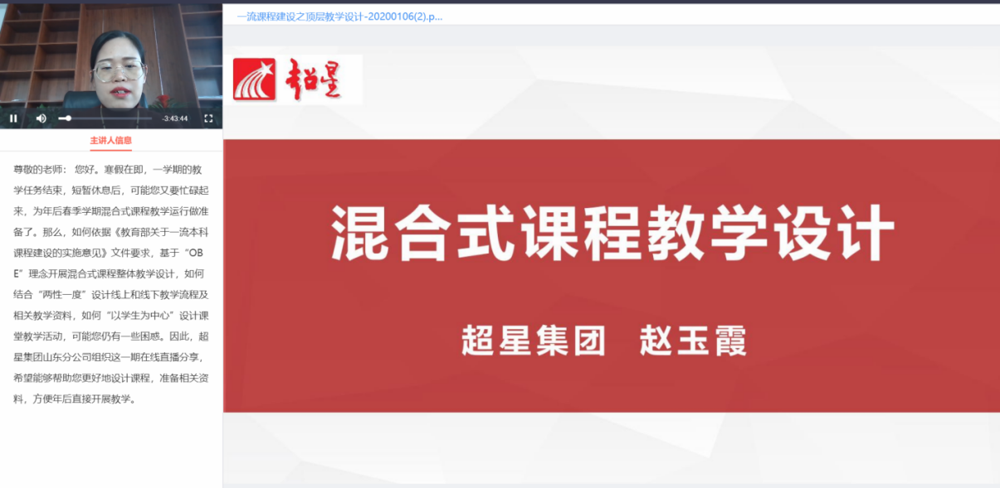 一流课程建设之顶层教学设计-20200106(2).p...
超星
-3:43:44
主讲人信息
尊敬的老师： 您好。寒假在即，一学期的教
学任务结束，短暂休息后，可能您又要忙碌起
来，为年后春季学期混合式课程教学运行做准
备了。那么，如何依据《教育部关于一流本科
课程建设的实施意见》文件要求，基于“OB
E”理念开展混合式课程整体教学设计，如何
结合“两性一度”设计线上和线下教学流程及
相关教学资料，如何“以学生为中心”设计课
堂教学活动，可能您仍有一些困惑。因此，超
星集团山东分公司组织这一期在线直播分享，
希望能够帮助您更好地设计课程，准备相关资
料，方便年后直接开展教学。
混合式课程教学设计
超星集团 赵玉霞